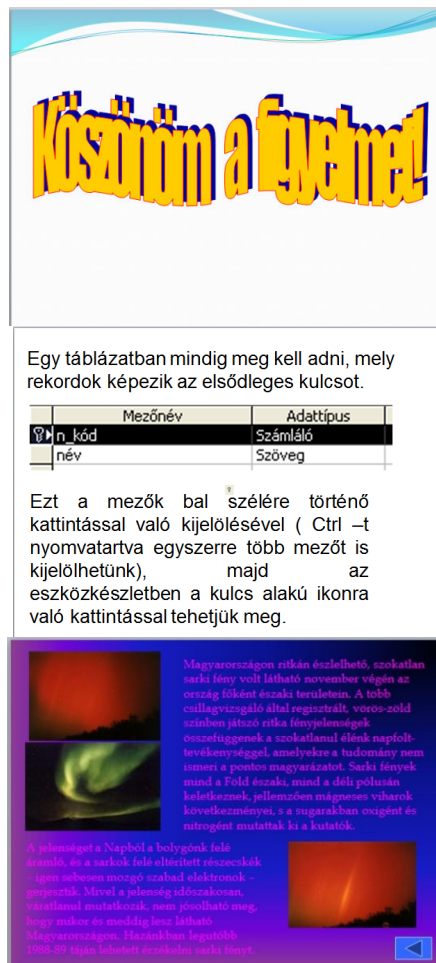 Köszönöm a figyelmet!
Egy táblázatban mindig meg kell adni, mely
rekordok képezik az elsődleges kulcsot.
Mezőnév Adattípus
n_kód Számláló
név Szöveg
Ezt a mezők bal szélére történő
kattintással való kijelölésével ( Ctrl –t
nyomvatartva egyszerre több mezőt is
kijelölhetünk), majd az
eszközkészletben a kulcs alakú ikonra
való kattintással tehetjük meg.
Magyarországon ritkán észlelhető, szokatlan
sarki fény volt látható november végén az
ország főként északi területein. A több
csillagvizsgáló által regisztrált, vörös-zöld
színben játszó ritka fényjelenségek
összefüggenek a szokatlanul élénk napfolt-
tevékenységgel, amelyekre a tudomány nem
ismeri a pontos magyarázatot. Sarki fények
mind a Föld északi, mind a déli pólusán
keletkeznek, jellemzően mágneses viharok
következményei, s a sugarakban oxigént és
nitrogént mutattak ki a kutatók.
A jelenséget a Napból a bolygónk felé
áramló, és a sarkok felé eltérített részecskék
– igen sebesen mozgó szabad elektronok –
gerjesztik. Mivel a jelenség időszakosan,
váratlanul mutatkozik, nem jósolható meg,
hogy mikor és meddig lesz látható
Magyarországon. Hazánkban legutóbb
1988-89 táján lehetett érzékelni sarki fényt.